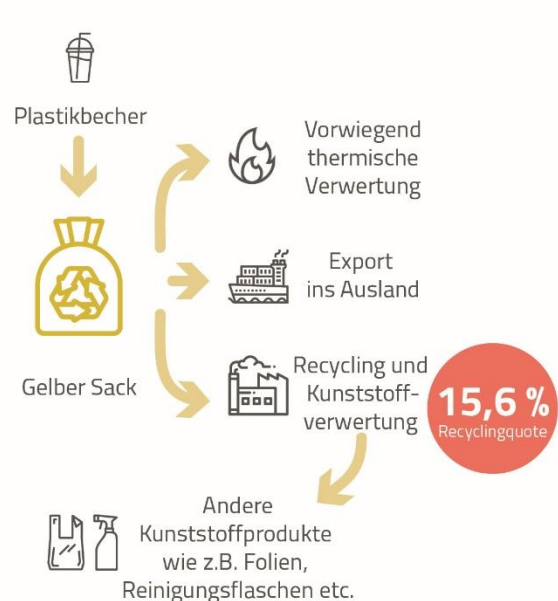 Plastikbecher
Vorwiegend
thermische
Verwertung
Export
ins Ausland
Gelber Sack
Recycling und
Kunststoff-
verwertung
15,6 %
Recyclingquote
Andere
Kunststoffprodukte
wie z.B. Folien,
Reinigungsflaschen etc.